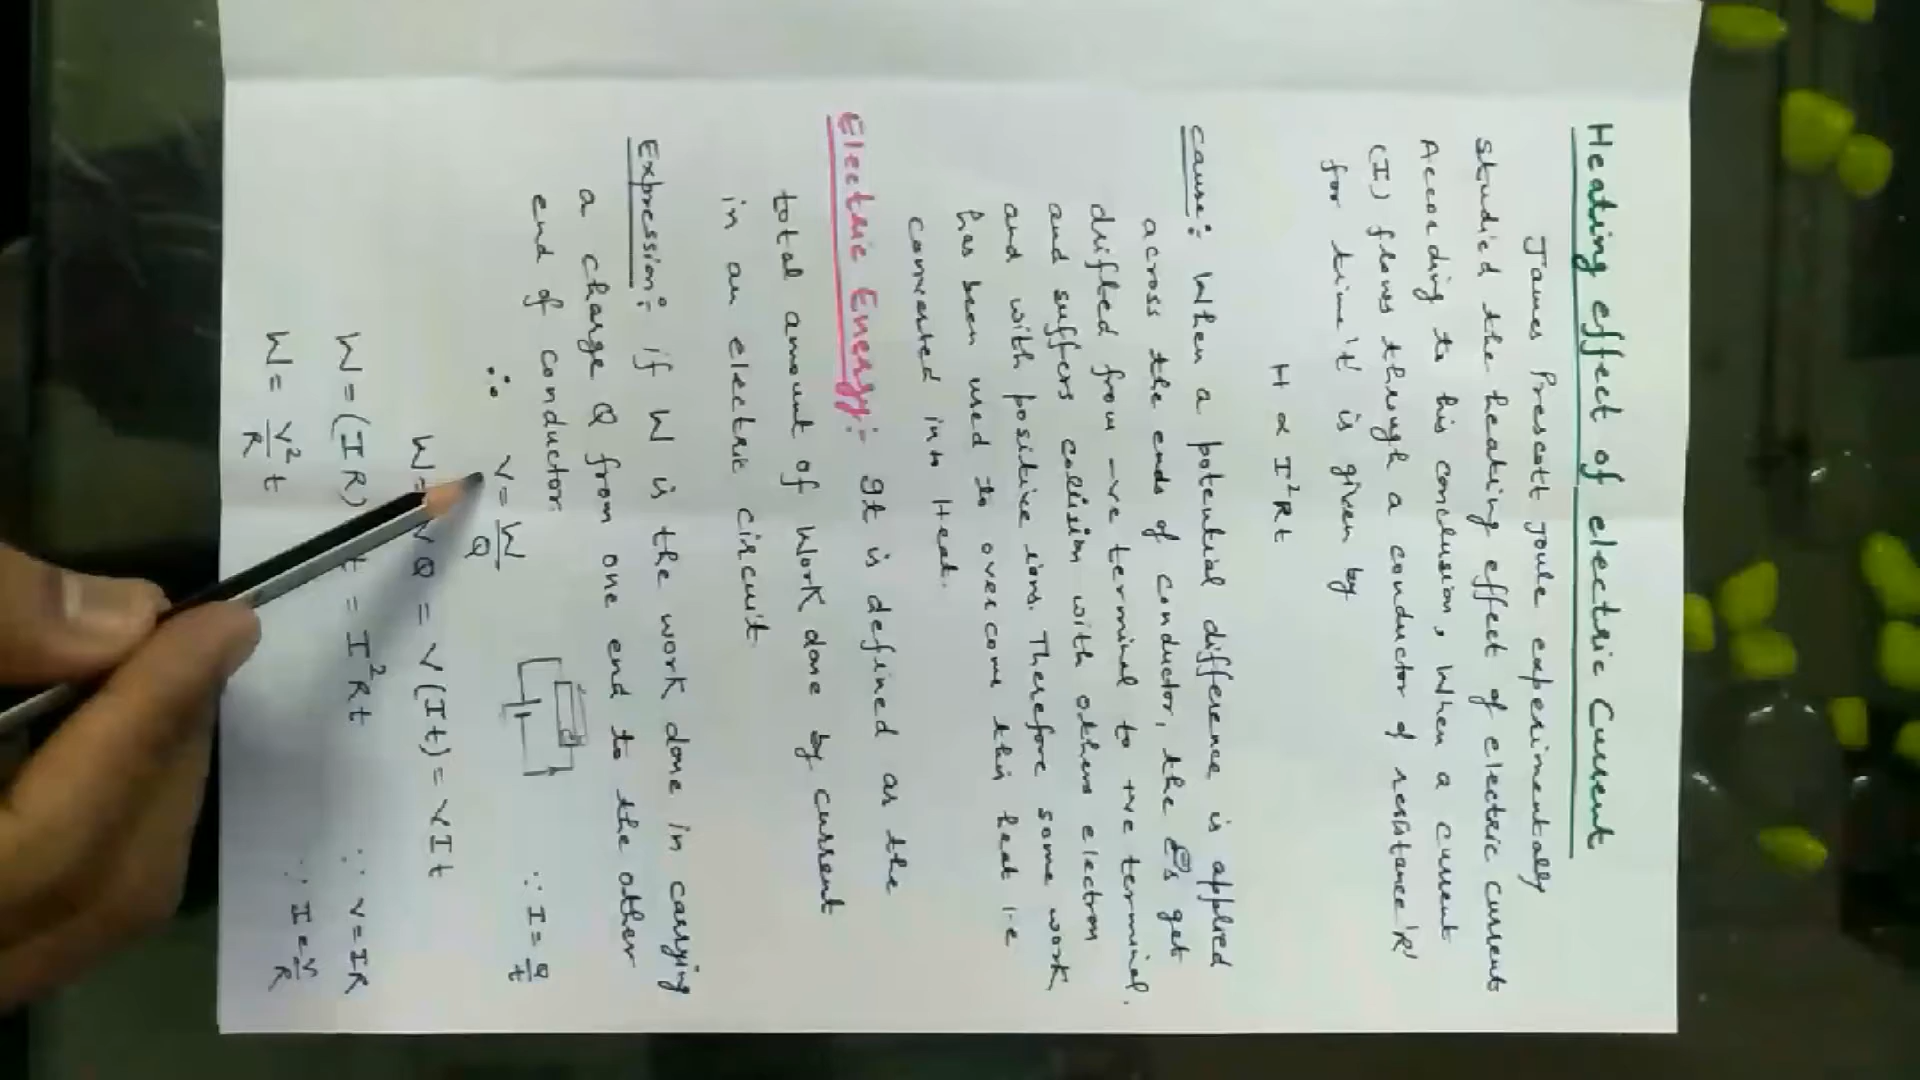 Heating effect of electric Current
James Prescott Joule experimentally
studied the heating effect of electric current
According to his conclusion, When a current
(I) flows through a conductor of resistance 'R'
for time 't' is given by
H ∝ I²Rt
Cause:- When a potential difference is applied
across the ends of conductor, the e⁻s get
drifted from -ve terminal to +ve terminal.
and suffers collision with others electron
and with positive ions. Therefore some work
has been used to over come this heat i-e
converted into Heat.
Electric Energy:- It is defined as the
total amount of Work done by current
in an electric circuit
Expression:- if W is the work done in carrying
a charge Q from one end to the other
end of conductor.
∴ V = W/Q ∵ I = Q/t
W = VQ = V(It) = VIt
W = (IR) t = I²Rt ∵ V=IR
W = V²/R t ∵ I = V/R